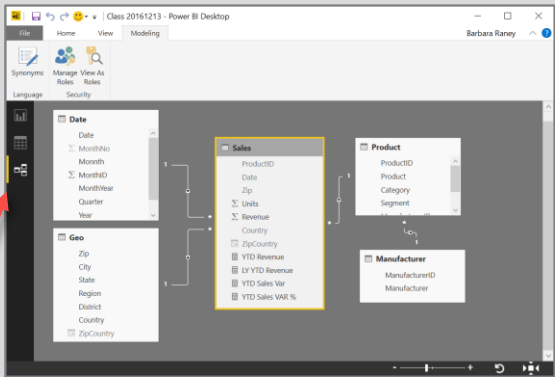 Class 20161213 - Power BI Desktop
File Home View Modeling Barbara Raney
Synonyms
Manage Roles
View As Roles
Language Security
Date
Date
MonthNo
Monnth
MonthID
MonthYear
Quarter
Year
Geo
Zip
City
State
Region
District
Country
ZipCountry
Sales
ProductID
Date
Zip
Units
Revenue
Country
ZipCountry
YTD Revenue
LY YTD Revenue
YTD Sales Var
YTD Sales VAR %
Product
ProductID
Product
Category
Segment
ManufacturerID
Manufacturer
ManufacturerID
Manufacturer
1
*
1
*
1
*
*
1